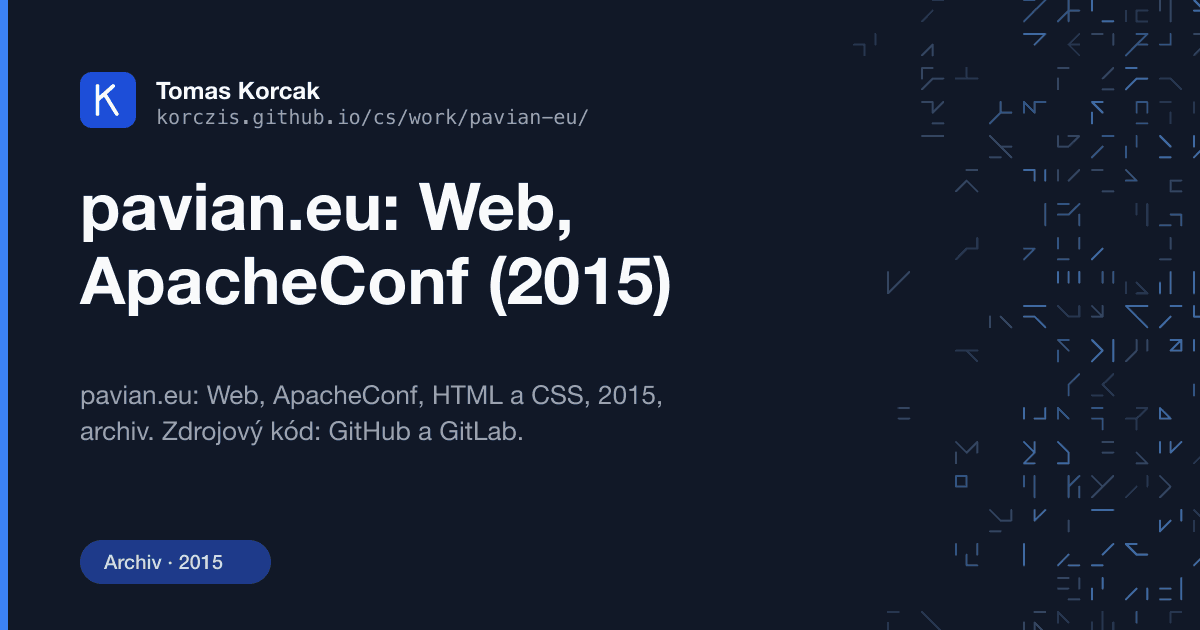 K
Tomas Korcak
korczis.github.io/cs/work/pavian-eu/
pavian.eu: Web,
ApacheConf (2015)
pavian.eu: Web, ApacheConf, HTML a CSS, 2015,
archiv. Zdrojový kód: GitHub a GitLab.
Archiv · 2015